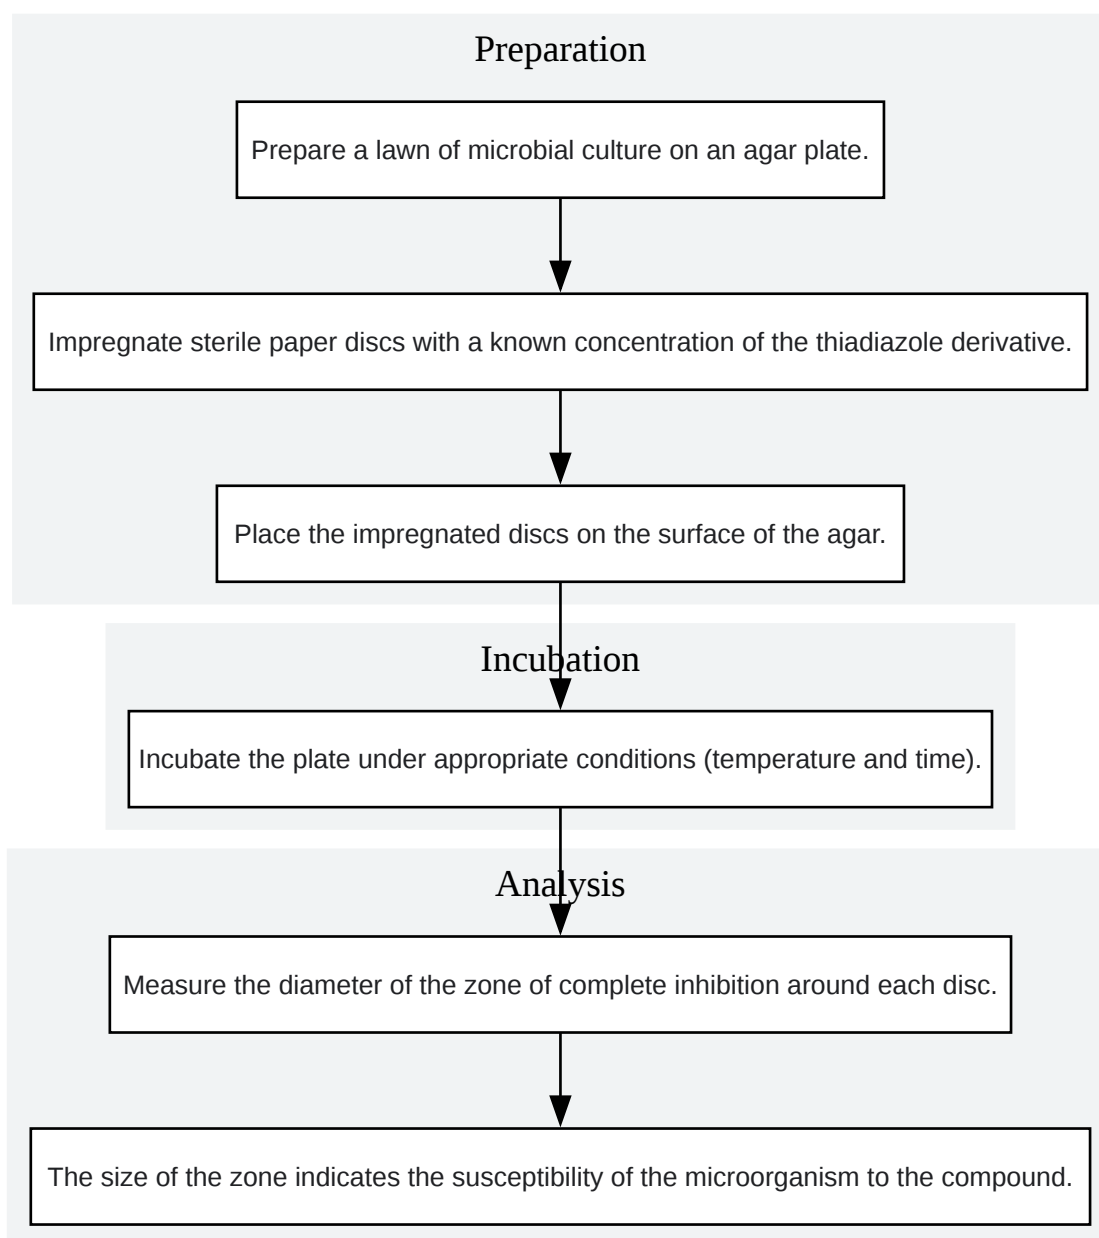 Preparation
Prepare a lawn of microbial culture on an agar plate.
Impregnate sterile paper discs with a known concentration of the thiadiazole derivative.
Place the impregnated discs on the surface of the agar.
Incubation
Incubate the plate under appropriate conditions (temperature and time).
Analysis
Measure the diameter of the zone of complete inhibition around each disc.
The size of the zone indicates the susceptibility of the microorganism to the compound.